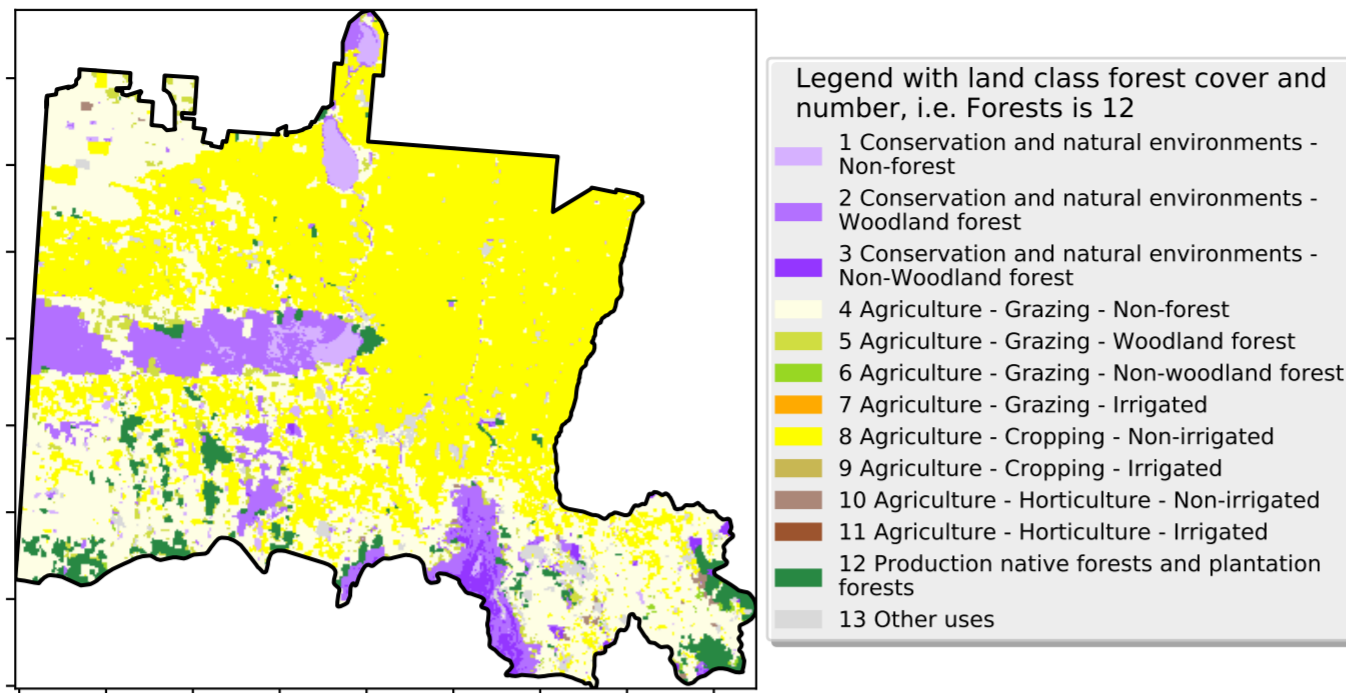 Legend with land class forest cover and
number, i.e. Forests is 12
1 Conservation and natural environments -
Non-forest
2 Conservation and natural environments -
Woodland forest
3 Conservation and natural environments -
Non-Woodland forest
4 Agriculture - Grazing - Non-forest
5 Agriculture - Grazing - Woodland forest
6 Agriculture - Grazing - Non-woodland forest
7 Agriculture - Grazing - Irrigated
8 Agriculture - Cropping - Non-irrigated
9 Agriculture - Cropping - Irrigated
10 Agriculture - Horticulture - Non-irrigated
11 Agriculture - Horticulture - Irrigated
12 Production native forests and plantation
forests
13 Other uses